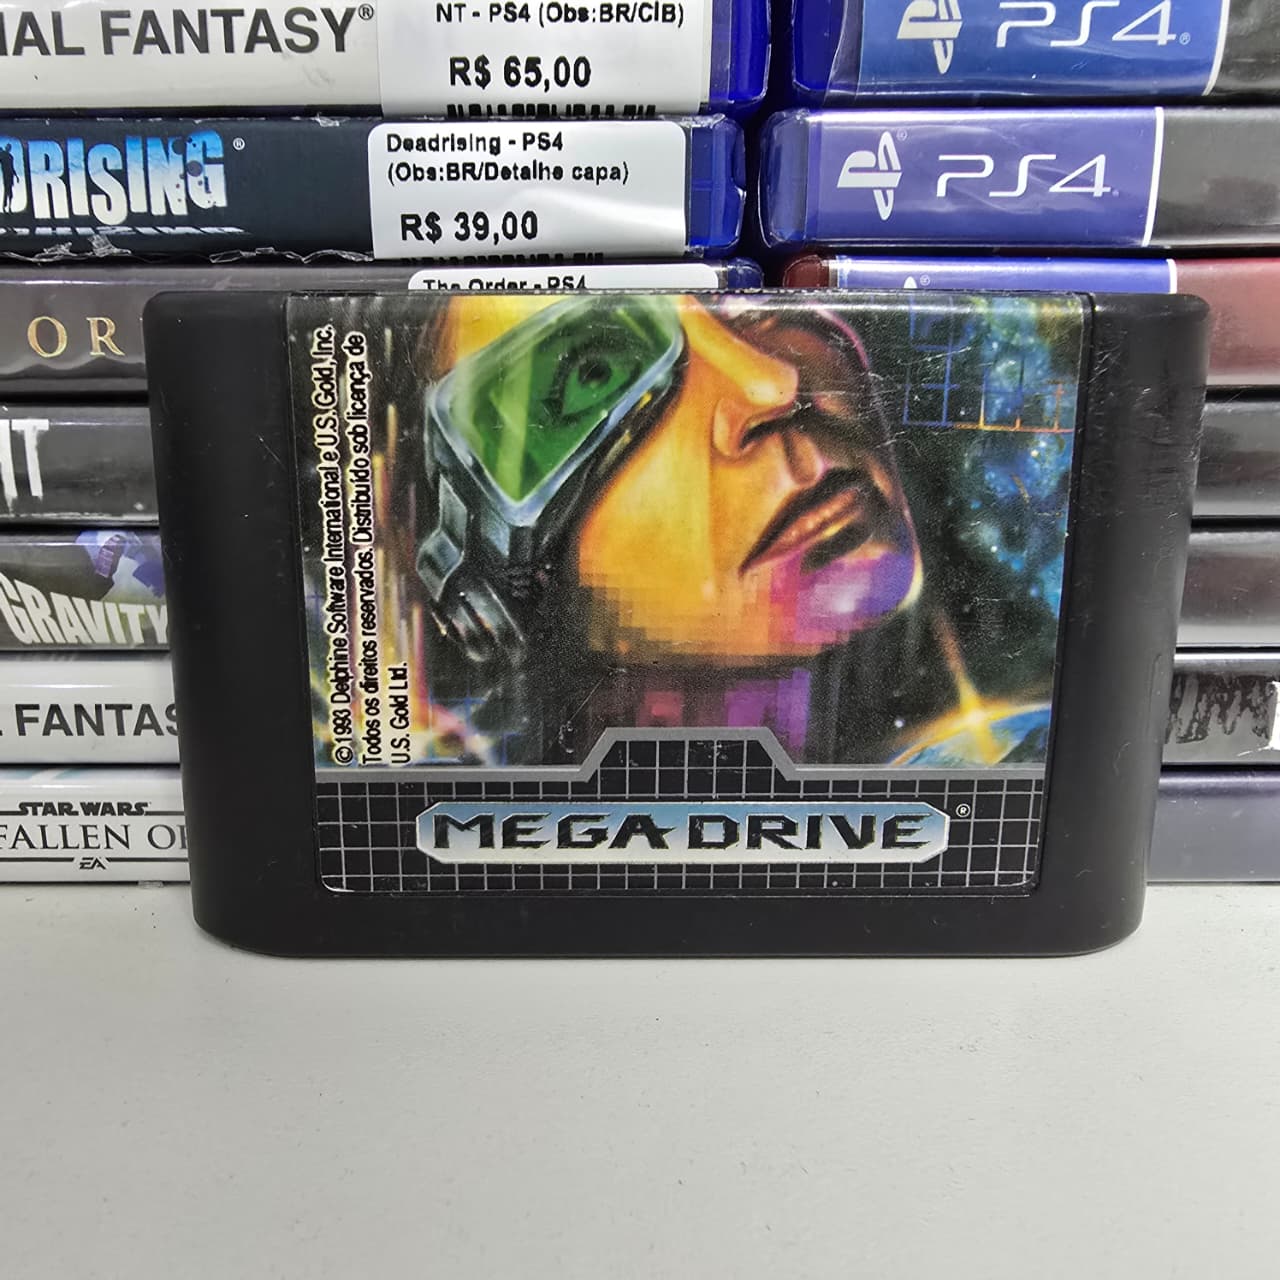 AL FANTASY®
NT - PS4 (Obs:BR/CIB)
R$ 65,00
PS4
DRISING®
Deadrising - PS4
(Obs:BR/Detalhe capa)
R$ 39,00
PS4
The Order - PS4
OR
HT
GRAVITY
FANTAS
STAR WARS
FALLEN OR
EA
©1993 Delphine Software International e U.S. Gold, Inc.
Todos os direitos reservados. Distribuído sob licença de
U.S. Gold Ltd.
MEGA DRIVE®